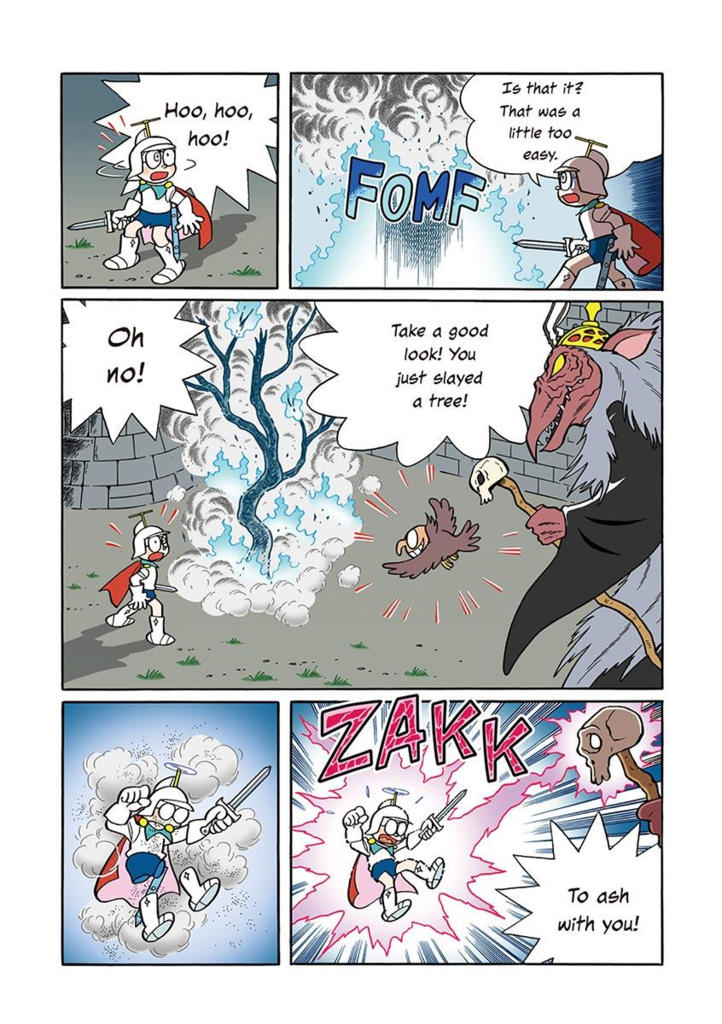 Is that it?
That was a
little too
easy.
FOMF
Hoo, hoo,
hoo!
Take a good
look! You
just slayed
a tree!
Oh
no!
To ash
with you!
ZAKK